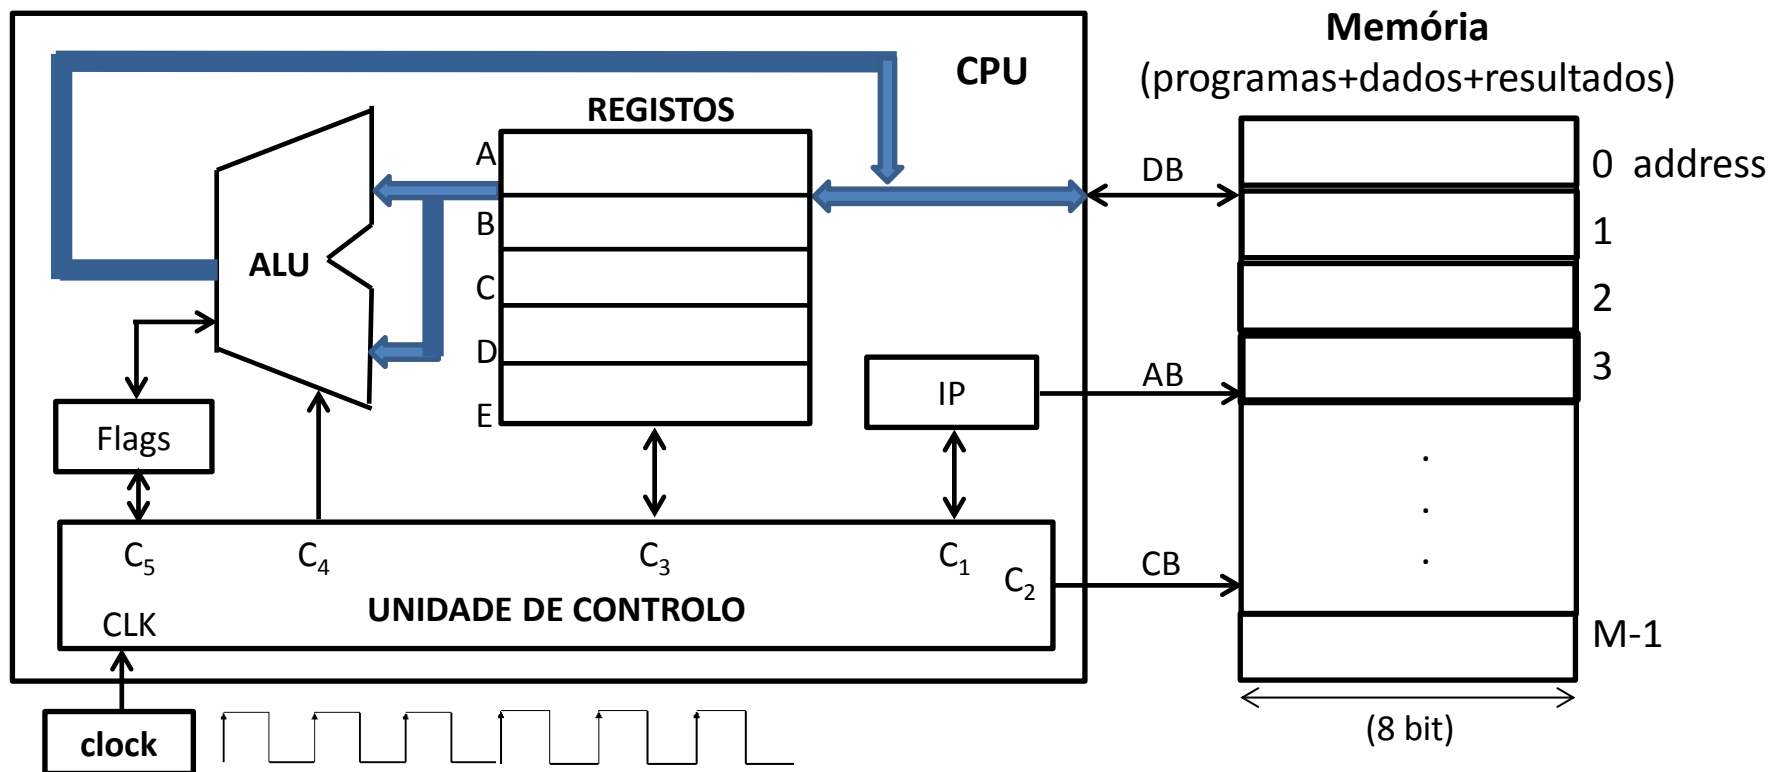 CPU
Memória
(programas+dados+resultados)
REGISTOS
A
B
C
D
E
ALU
DB
0 address
1
2
3
AB
IP
Flags
.
.
.
C5
C4
C3
C1
C2
CB
UNIDADE DE CONTROLO
CLK
M-1
clock
(8 bit)